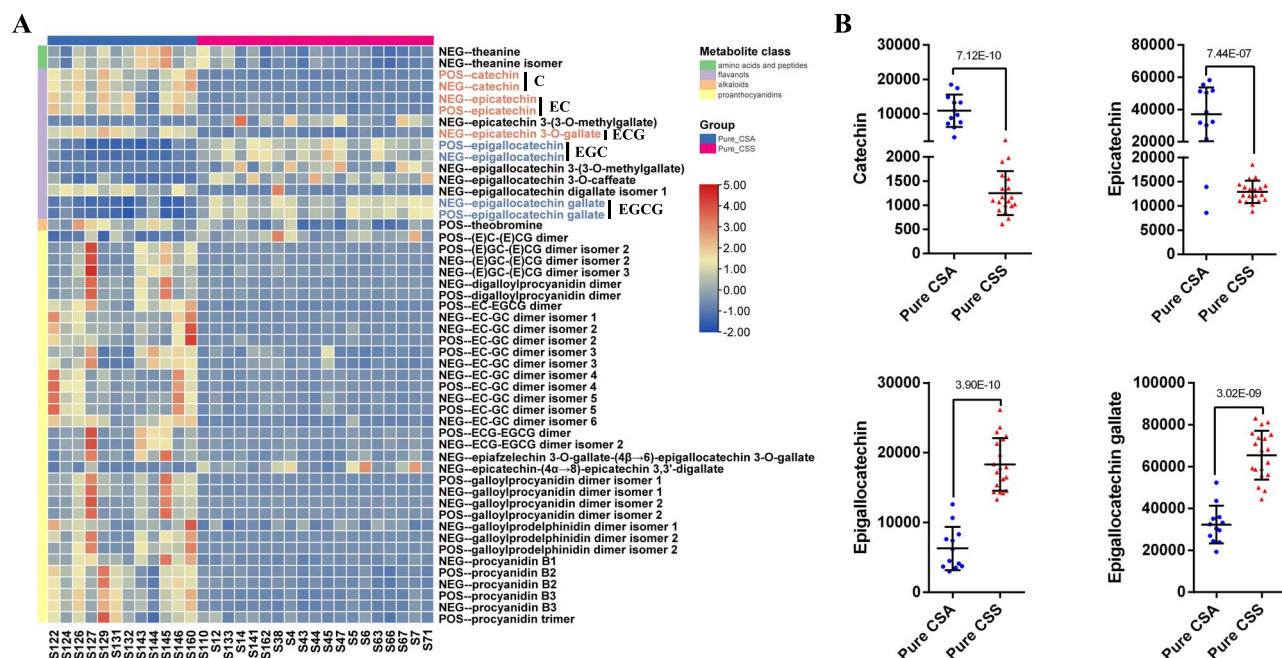 A
NEG--theanine
NEG--theanine isomer
POS--catechin
NEG--catechin
C
NEG--epicatechin
POS--epicatechin
EC
NEG--epicatechin 3-(3-O-methylgallate)
NEG--epicatechin 3-O-gallate
ECG
POS--epigallocatechin
NEG--epigallocatechin
EGC
NEG--epigallocatechin 3-(3-O-methylgallate)
NEG--epigallocatechin 3-O-caffeate
NEG--epigallocatechin digallate isomer 1
NEG--epigallocatechin gallate
POS--epigallocatechin gallate
EGCG
POS--theobromine
POS--(E)C-(E)CG dimer
POS--(E)GC-(E)CG dimer isomer 2
NEG--(E)GC-(E)CG dimer isomer 2
NEG--(E)GC-(E)CG dimer isomer 3
NEG--digalloylprocyanidin dimer
POS--digalloylprocyanidin dimer
POS--EC-EGCG dimer
NEG--EC-GC dimer isomer 1
NEG--EC-GC dimer isomer 2
POS--EC-GC dimer isomer 2
POS--EC-GC dimer isomer 3
NEG--EC-GC dimer isomer 3
NEG--EC-GC dimer isomer 4
POS--EC-GC dimer isomer 4
NEG--EC-GC dimer isomer 5
POS--EC-GC dimer isomer 5
NEG--EC-GC dimer isomer 6
POS--ECG-EGCG dimer
NEG--ECG-EGCG dimer isomer 2
NEG--epiafzelechin 3-O-gallate-(4β→6)-epigallocatechin 3-O-gallate
NEG--epicatechin-(4α→8)-epicatechin 3,3'-digallate
POS--galloylprocyanidin dimer isomer 1
NEG--galloylprocyanidin dimer isomer 1
NEG--galloylprocyanidin dimer isomer 2
POS--galloylprocyanidin dimer isomer 2
NEG--galloylprodelphinidin dimer isomer 1
NEG--galloylprodelphinidin dimer isomer 2
POS--galloylprodelphinidin dimer isomer 2
NEG--procyanidin B1
POS--procyanidin B2
NEG--procyanidin B2
POS--procyanidin B3
NEG--procyanidin B3
POS--procyanidin trimer
S122 S124 S126 S127 S129 S131 S132 S143 S144 S145 S146 S160 S110 S12 S133 S14 S141 S162 S38 S4 S43 S44 S45 S47 S5 S6 S63 S66 S67 S7 S71
Metabolite class
amino acids and peptides
flavanols
alkaloids
proanthocyanidins
Group
Pure_CSA
Pure_CSS
5.00
4.00
3.00
2.00
1.00
0.00
-1.00
-2.00
B
Catechin
30000
20000
10000
0
2000
1500
1000
500
0
7.12E-10
Pure CSA
Pure CSS
Epicatechin
80000
60000
40000
20000
20000
15000
10000
5000
0
7.44E-07
Pure CSA
Pure CSS
Epigallocatechin
30000
20000
10000
0
3.90E-10
Pure CSA
Pure CSS
Epigallocatechin gallate
100000
80000
60000
40000
20000
0
3.02E-09
Pure CSA
Pure CSS